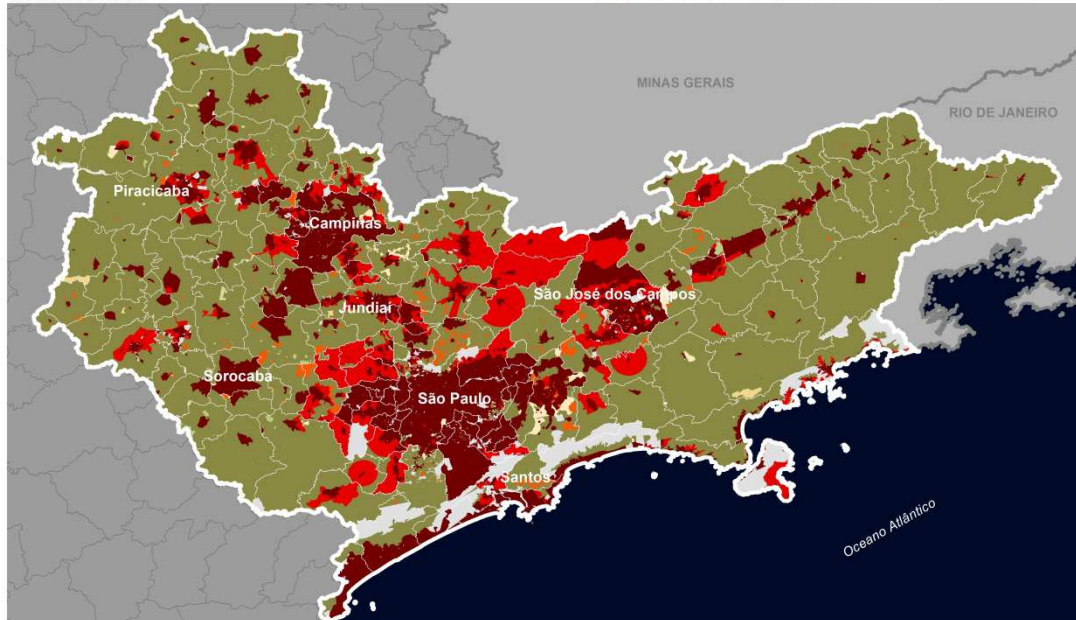 MINAS GERAIS
RIO DE JANEIRO
Piracicaba
Campinas
São José dos Campos
Jundiaí
Sorocaba
São Paulo
Santos
Oceano Atlântico